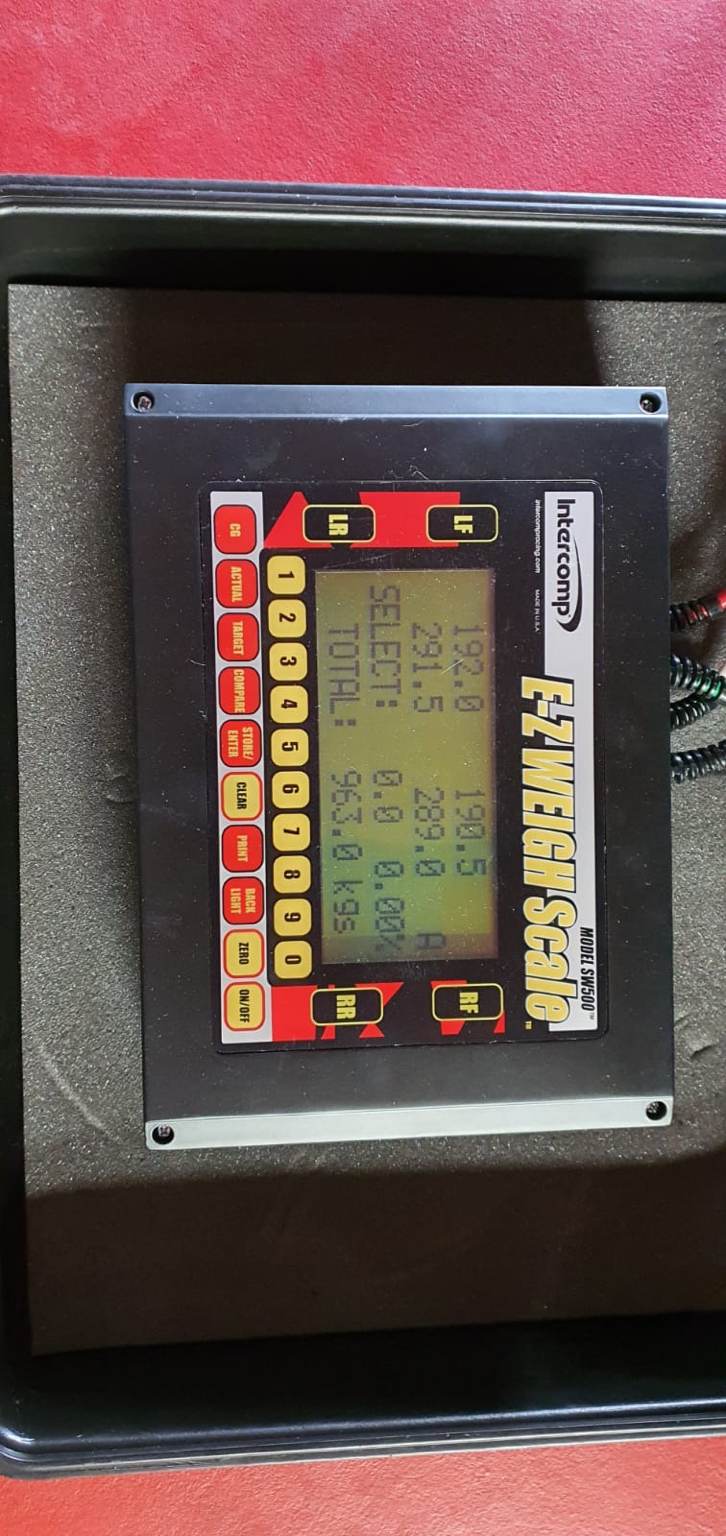 Intercomp
intercompracing.com MADE IN U.S.A.
MODEL SW500™
E-Z WEIGH Scale™
LF
RF
192.0 190.5
291.5 289.0 A
SELECT: 0.0 0.00%
TOTAL: 963.0 kgs
LR
RR
1 2 3 4 5 6 7 8 9 0
CG ACTUAL TARGET COMPARE STORE/ENTER CLEAR PRINT BACK LIGHT ZERO ON/OFF